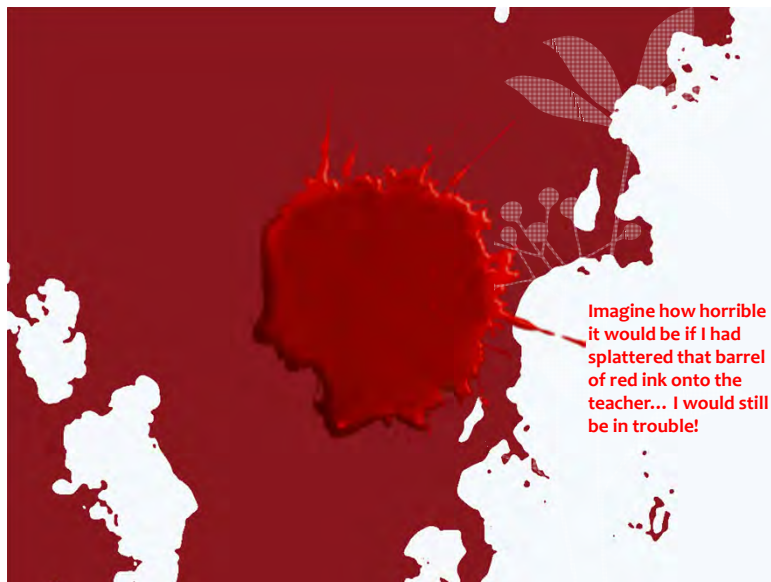 Imagine how horrible
it would be if I had
splattered that barrel
of red ink onto the
teacher... I would still
be in trouble!